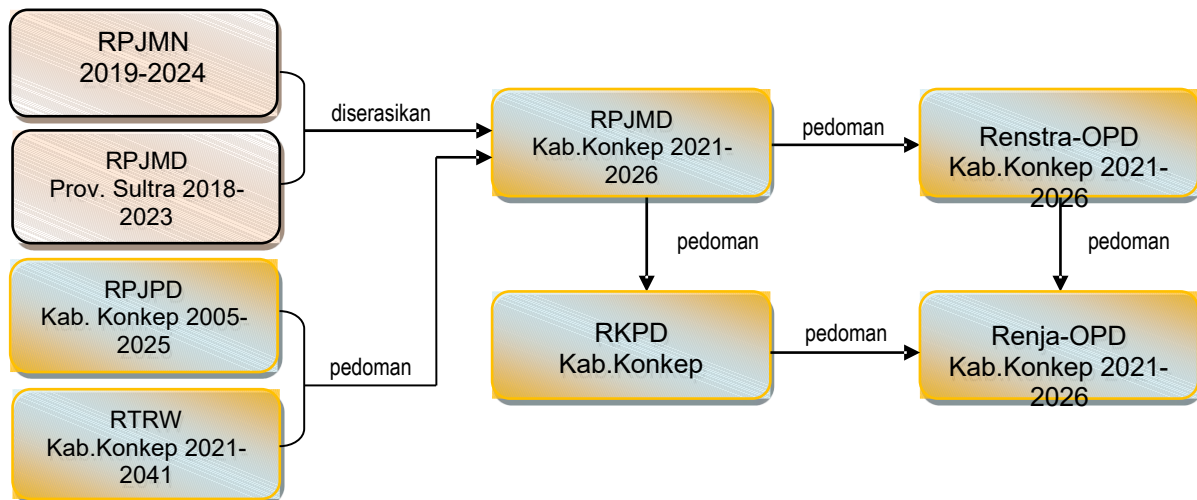 RPJMN
2019-2024
diserasikan
RPJMD
Prov. Sultra 2018-
2023
RPJPD
Kab. Konkep 2005-
2025
pedoman
RTRW
Kab.Konkep 2021-
2041
RPJMD
Kab.Konkep 2021-
2026
pedoman
Renstra-OPD
Kab.Konkep 2021-
2026
pedoman
pedoman
RKPD
Kab.Konkep
pedoman
Renja-OPD
Kab.Konkep 2021-
2026